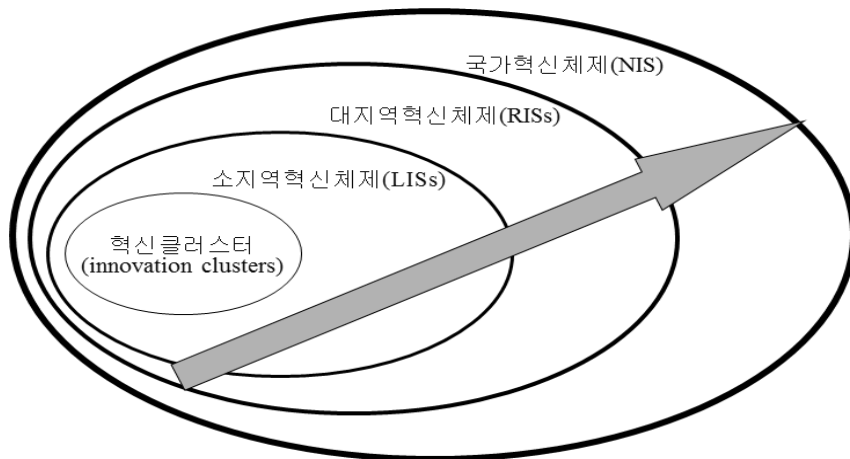 국가혁신체제(NIS)
대지역혁신체제(RISs)
소지역혁신체제(LISs)
혁신클러스터
(innovation clusters)